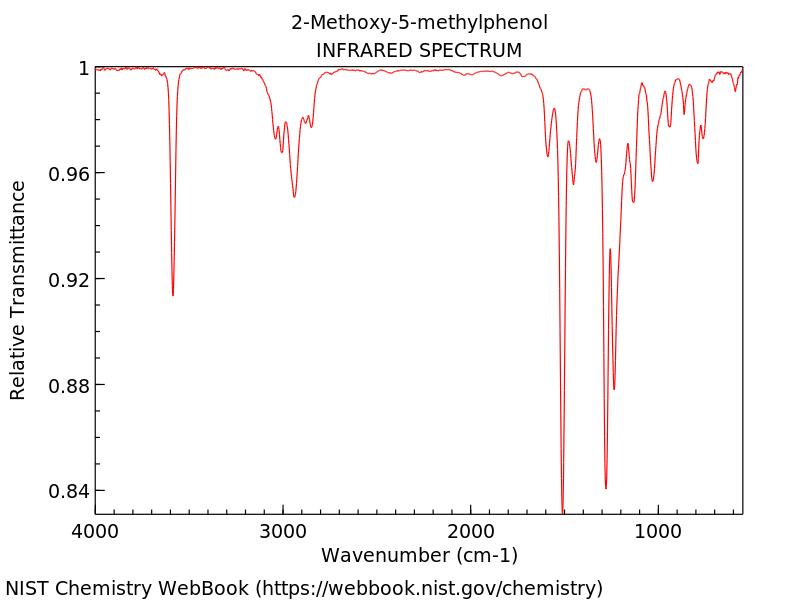 2-Methoxy-5-methylphenol
INFRARED SPECTRUM
1
0.96
0.92
0.88
0.84
Relative Transmittance
4000 3000 2000 1000
Wavenumber (cm-1)
NIST Chemistry WebBook (https://webbook.nist.gov/chemistry)